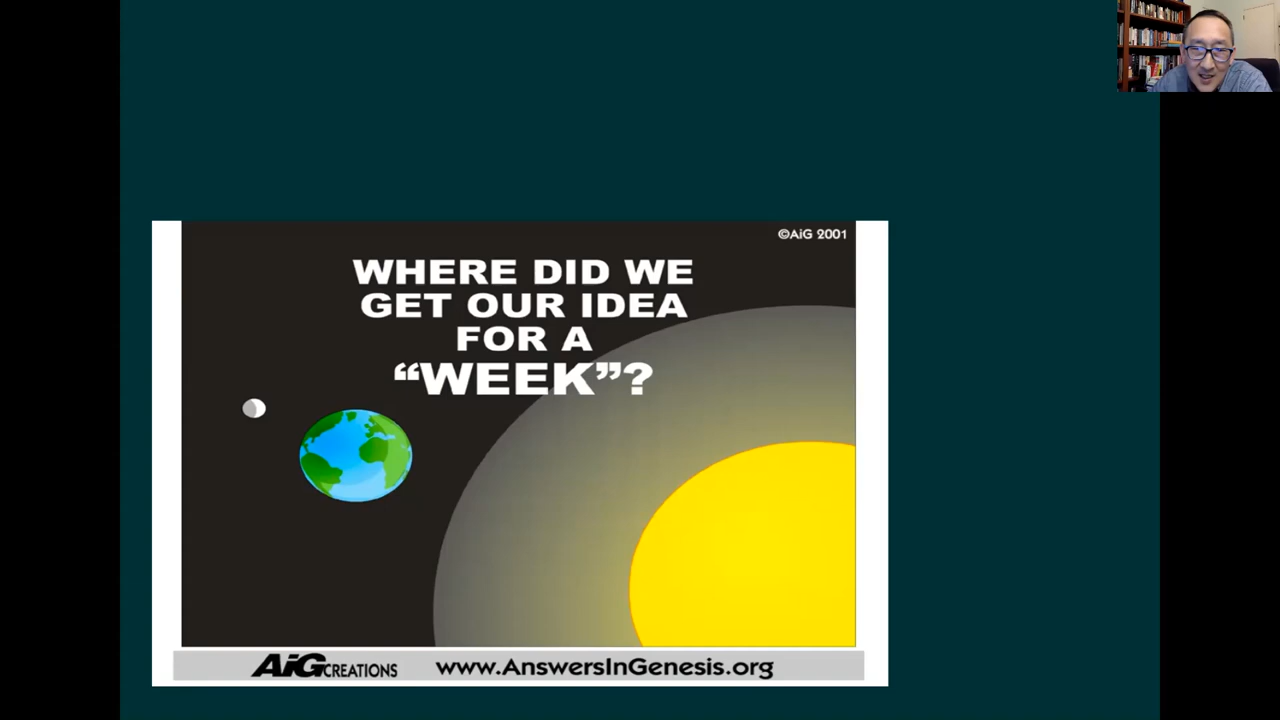 ©AiG 2001
WHERE DID WE
GET OUR IDEA
FOR A
“WEEK”?
AiG CREATIONS www.AnswersInGenesis.org